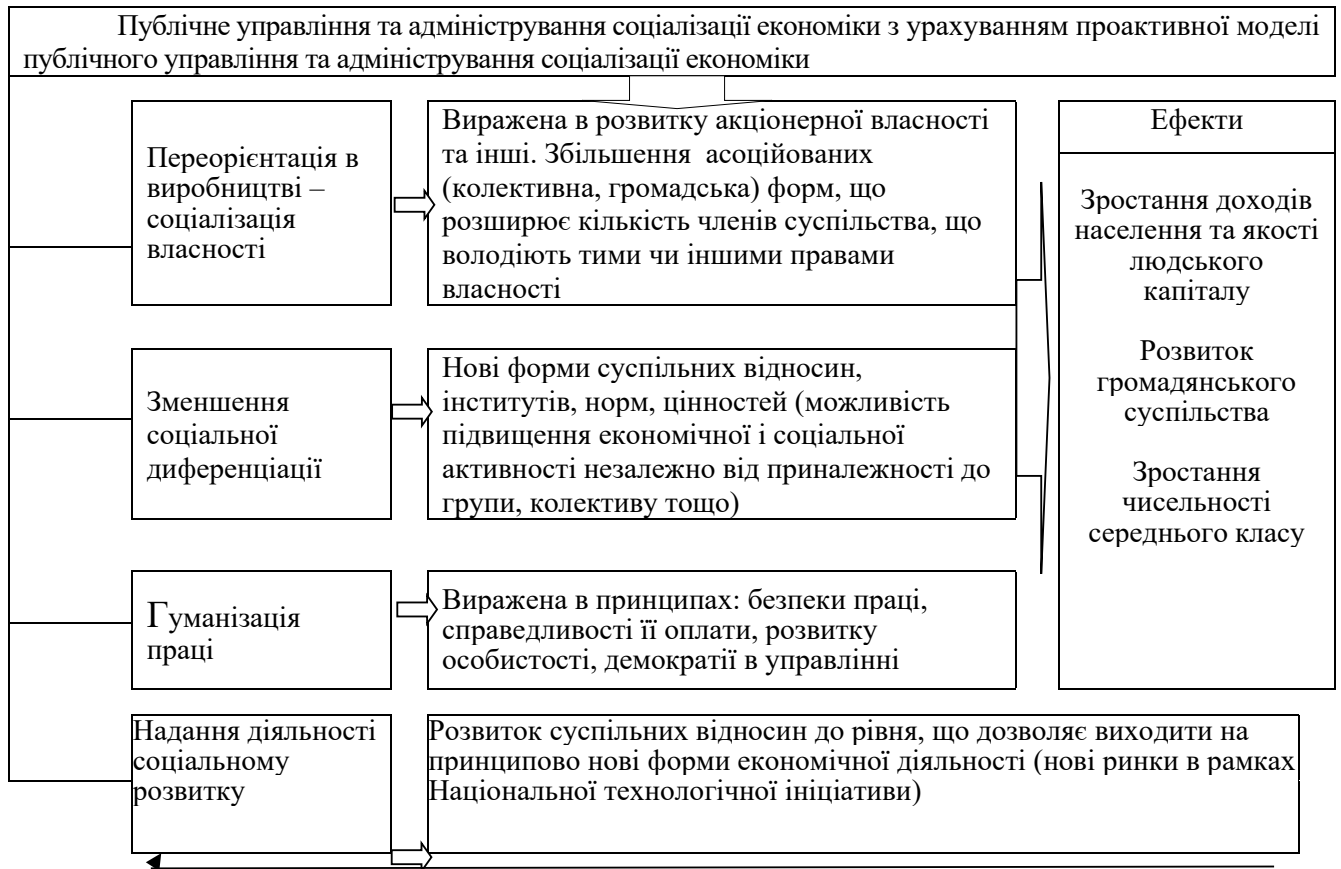 Публічне управління та адміністрування соціалізації економіки з урахуванням проактивної моделі
публічного управління та адміністрування соціалізації економіки
Переорієнтація в
виробництві –
соціалізація
власності
Виражена в розвитку акціонерної власності
та інші. Збільшення асоційованих
(колективна, громадська) форм, що
розширює кількість членів суспільства, що
володіють тими чи іншими правами
власності
Зменшення
соціальної
диференціації
Нові форми суспільних відносин,
інститутів, норм, цінностей (можливість
підвищення економічної і соціальної
активності незалежно від приналежності до
групи, колективу тощо)
Гуманізація
праці
Виражена в принципах: безпеки праці,
справедливості її оплати, розвитку
особистості, демократії в управлінні
Надання діяльності
соціальному
розвитку
Розвиток суспільних відносин до рівня, що дозволяє виходити на
принципово нові форми економічної діяльності (нові ринки в рамках
Національної технологічної ініціативи)
Ефекти
Зростання доходів
населення та якості
людського
капіталу
Розвиток
громадянського
суспільства
Зростання
чисельності
середнього класу